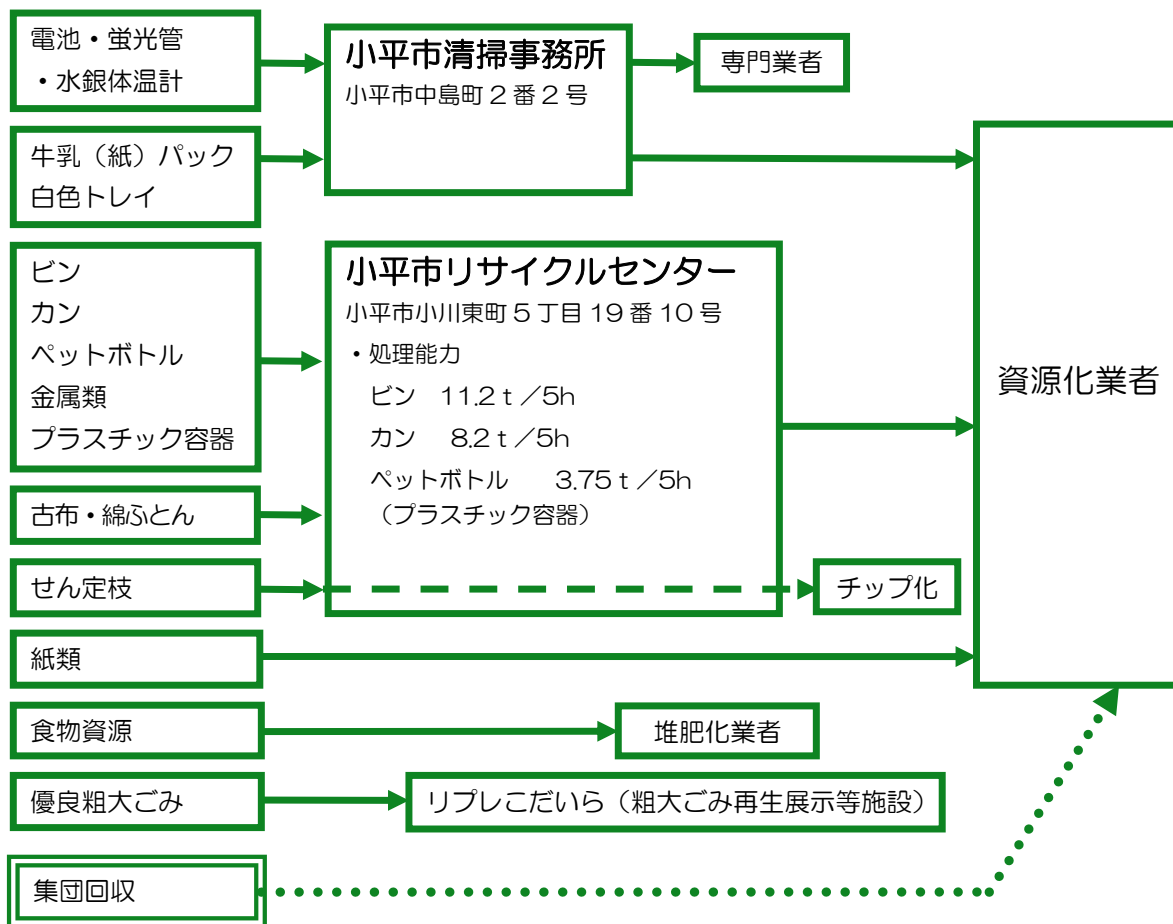 電池・蛍光管
・水銀体温計
小平市清掃事務所
小平市中島町2番2号
専門業者
牛乳（紙）パック
白色トレイ
ビン
カン
ペットボトル
金属類
プラスチック容器
小平市リサイクルセンター
小平市小川東町5丁目19番10号
・処理能力
ビン 11.2ｔ／5h
カン 8.2ｔ／5h
ペットボトル 3.75ｔ／5h
（プラスチック容器）
資源化業者
古布・綿ふとん
せん定枝
チップ化
紙類
食物資源
堆肥化業者
優良粗大ごみ
リプレこだいら（粗大ごみ再生展示等施設）
集団回収